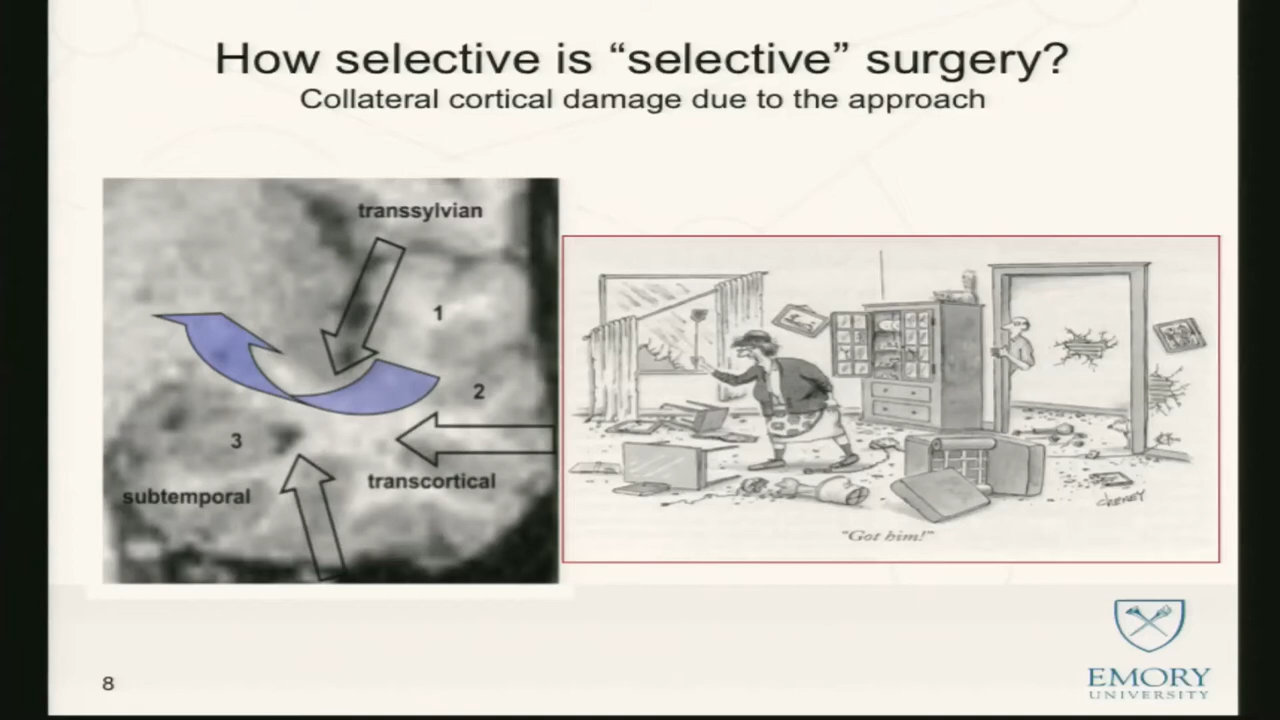 How selective is “selective” surgery?
Collateral cortical damage due to the approach
transsylvian
1
2
3
transcortical
subtemporal
"Got him!"
CHENEY
8
EMORY
UNIVERSITY